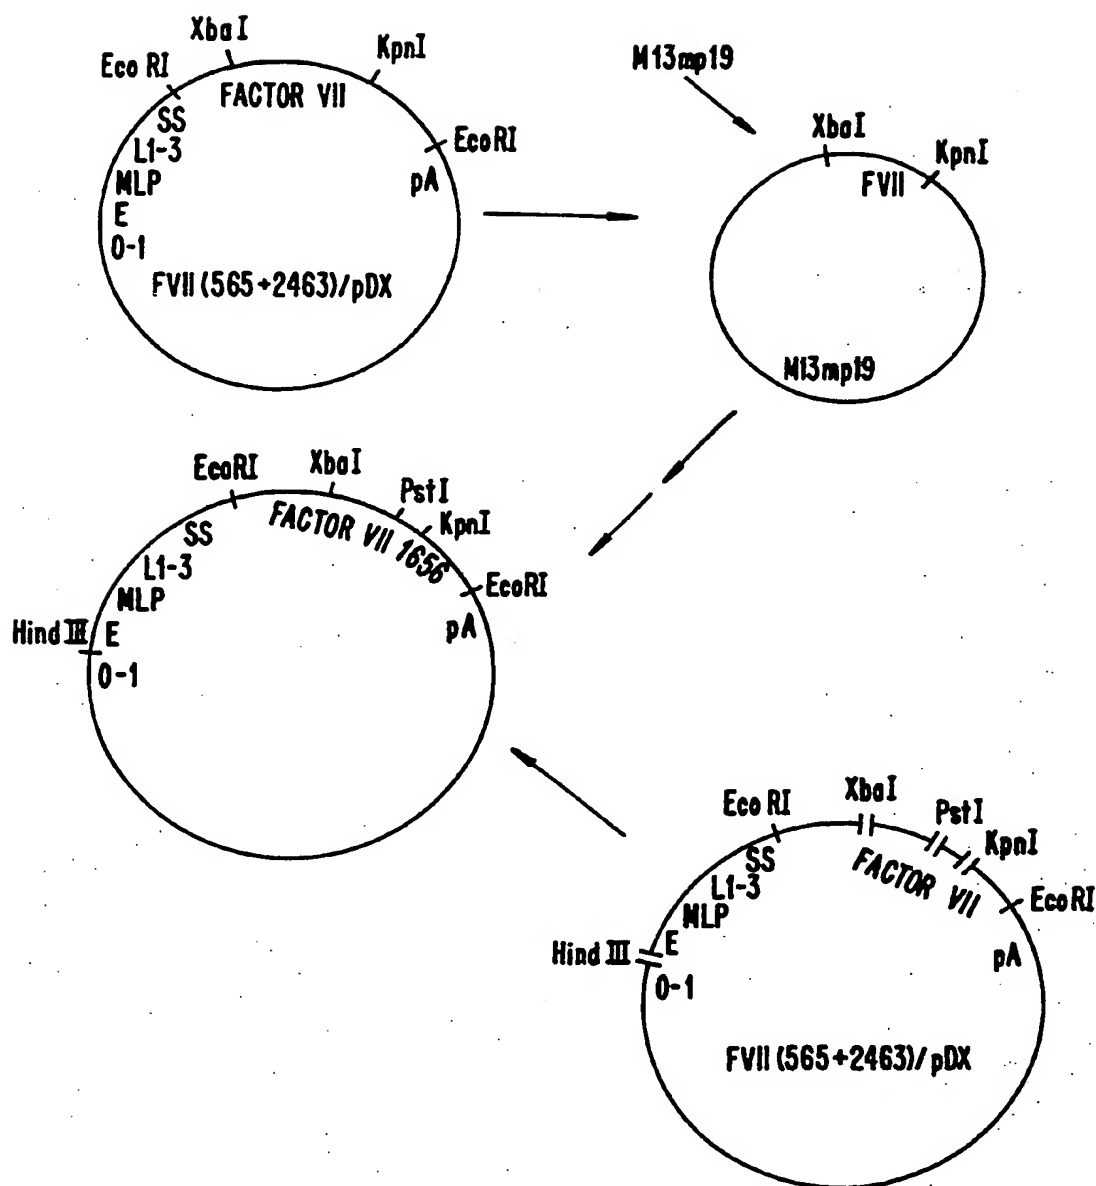 XbaI
Eco RI
KpnI
FACTOR VII
SS
L1-3
MLP
E
0-1
EcoRI
pA
FVII (565+2463)/pDX
M13mp19
XbaI
KpnI
FVII
M13mp19
EcoRI
XbaI
PstI
KpnI
FACTOR VII 1656
SS
L1-3
MLP
Hind III
E
0-1
EcoRI
pA
Eco RI
XbaI
PstI
KpnI
FACTOR VII
SS
L1-3
MLP
Hind III
E
0-1
EcoRI
pA
FVII (565+2463)/pDX